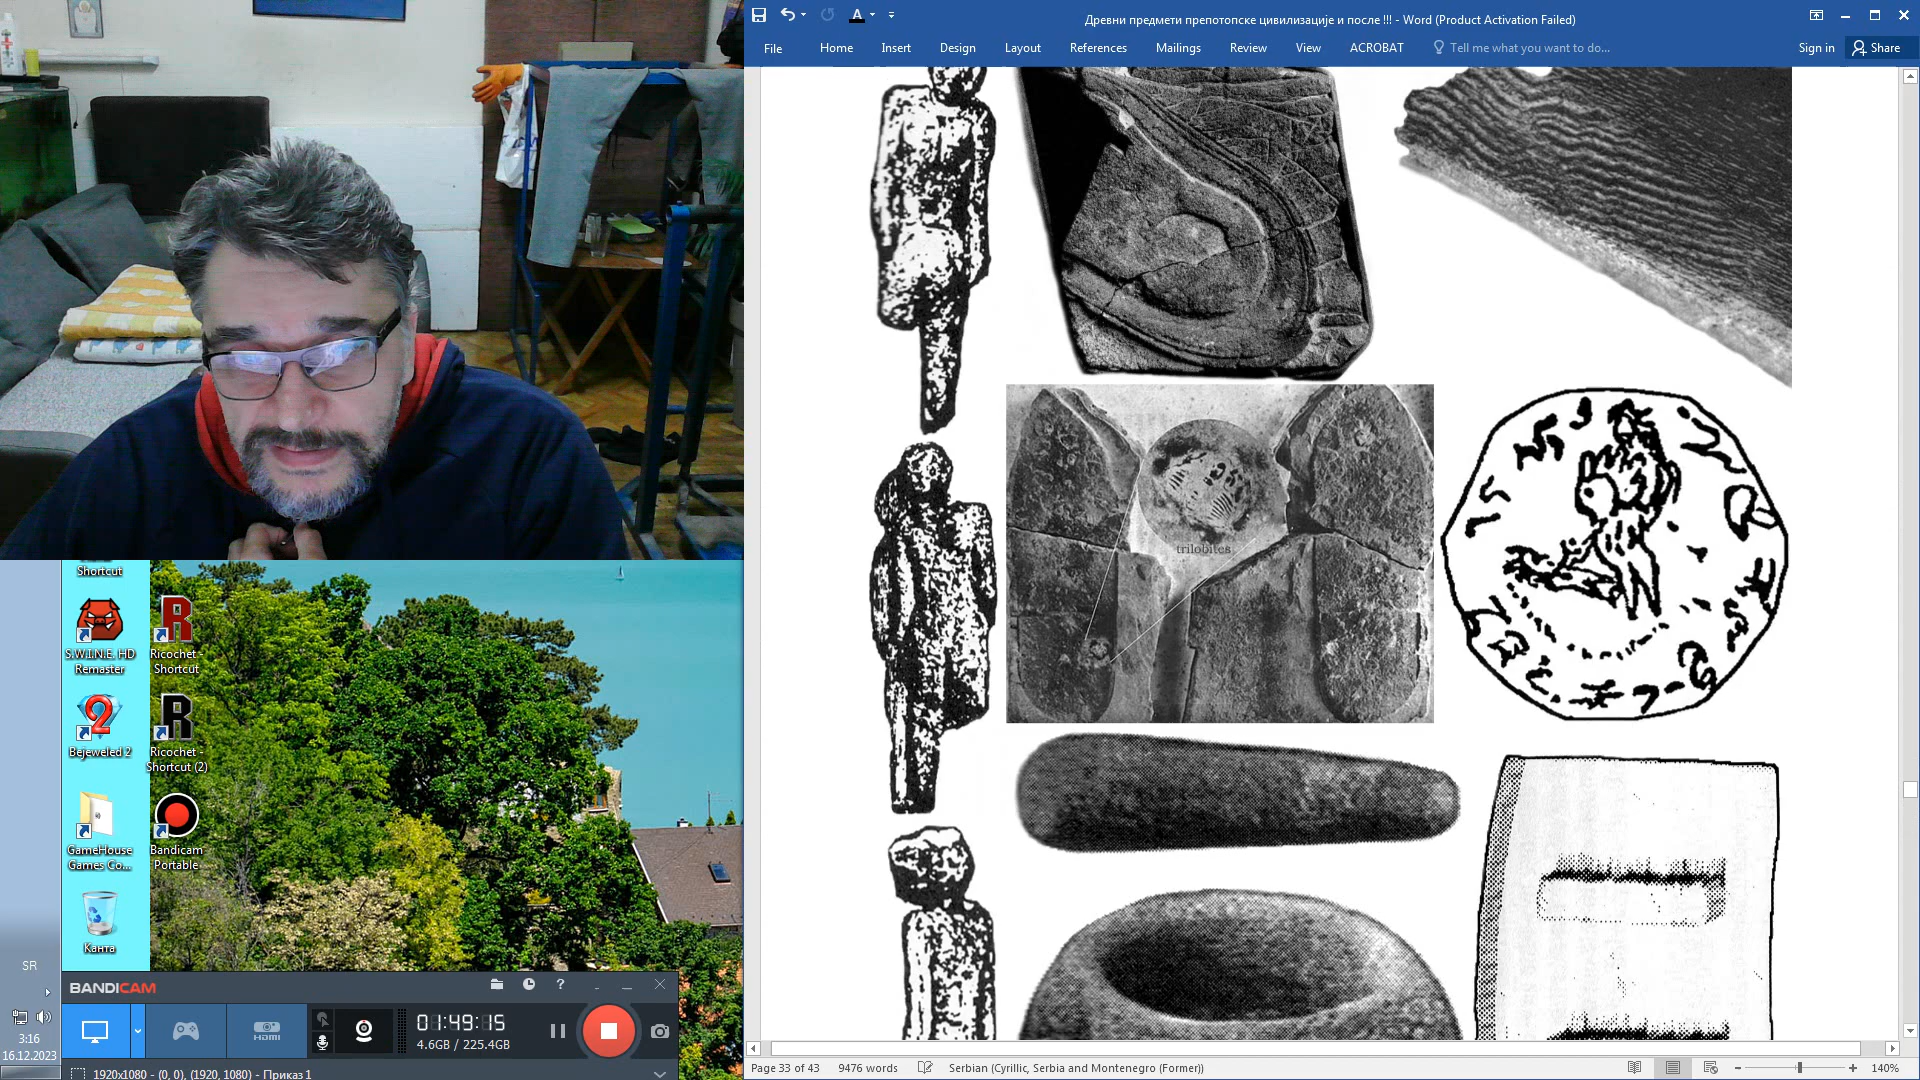 Древни предмети препотопске цивилизације и после !!! - Word (Product Activation Failed)
File Home Insert Design Layout References Mailings Review View ACROBAT Tell me what you want to do... Sign in Share
trilobites
Shortcut
S.W.I.N.E. HD Remaster
Ricochet - Shortcut
Bejeweled 2
Ricochet - Shortcut (2)
GameHouse Games Co...
Bandicam Portable
Канта
SR
3:16
16.12.2023
BANDICAM
HDMI
01:49:15
4.6GB / 225.4GB
1920x1080 - (0, 0), (1920, 1080) - Приказ 1
Page 33 of 43 9476 words Serbian (Cyrillic, Serbia and Montenegro (Former)) 140%